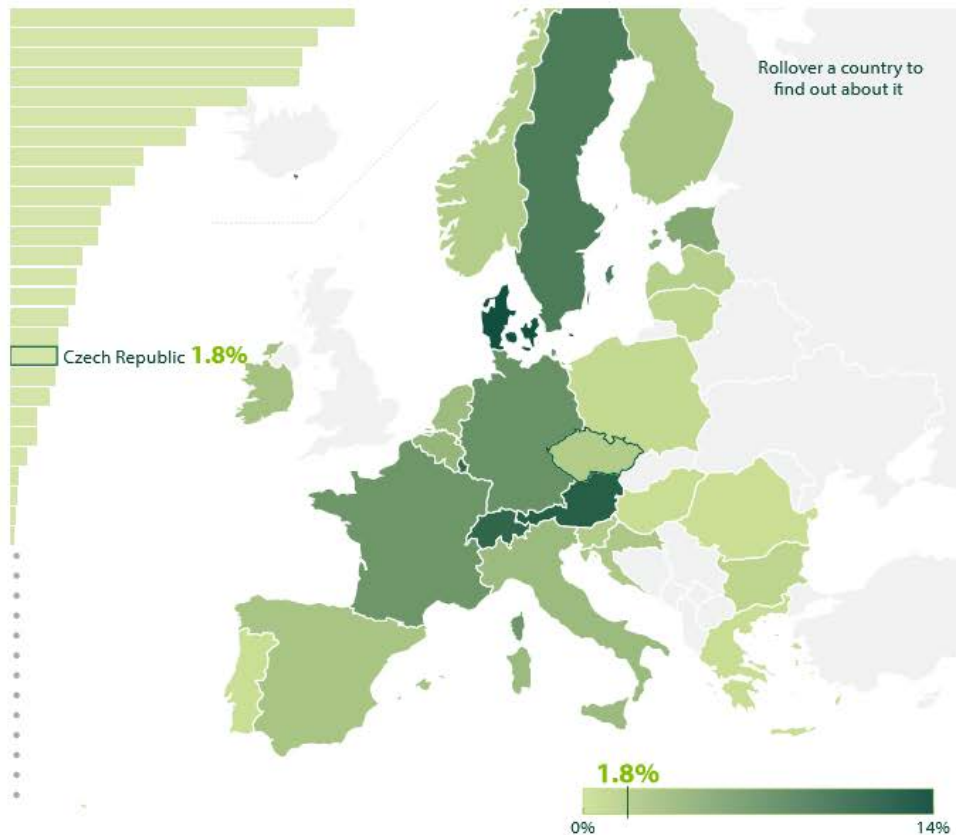 Rollover a country to
find out about it
Czech Republic 1.8%
1.8%
0%
14%